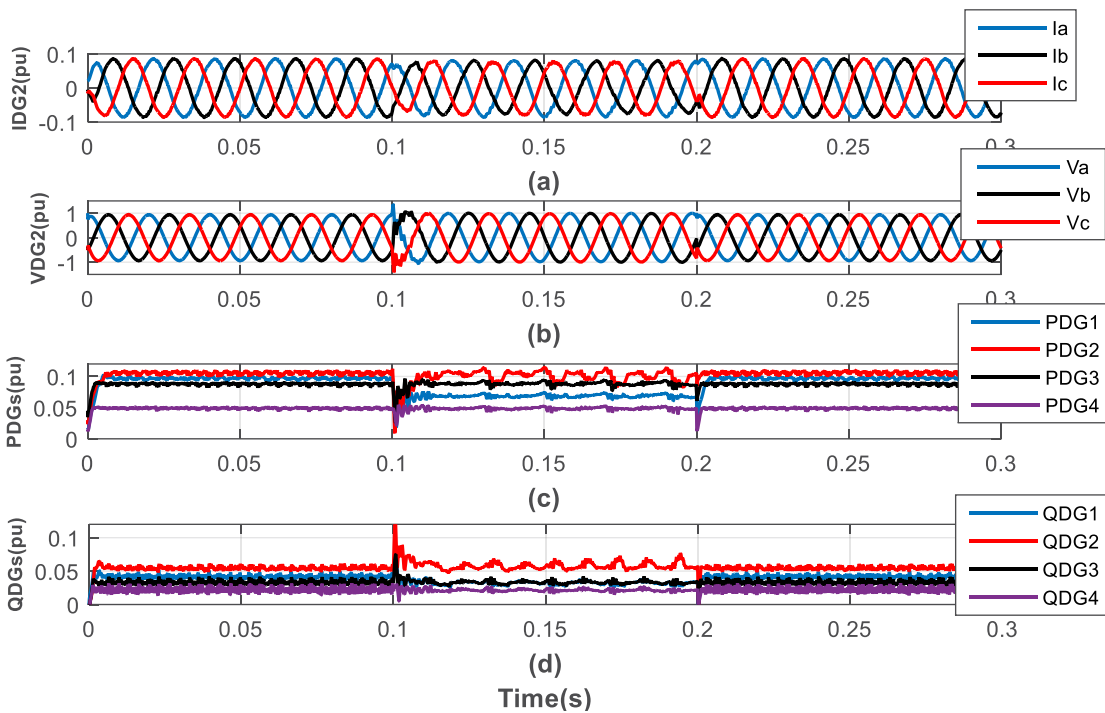 Ia
Ib
Ic
IDG2(pu)
0.1
0
-0.1
0 0.05 0.1 0.15 0.2 0.25 0.3
(a)
Va
Vb
Vc
VDG2(pu)
1
0
-1
0 0.05 0.1 0.15 0.2 0.25 0.3
(b)
PDG1
PDG2
PDG3
PDG4
PDGs(pu)
0.1
0.05
0
0 0.05 0.1 0.15 0.2 0.25 0.3
(c)
QDG1
QDG2
QDG3
QDG4
QDGs(pu)
0.1
0.05
0
0 0.05 0.1 0.15 0.2 0.25 0.3
(d)
Time(s)